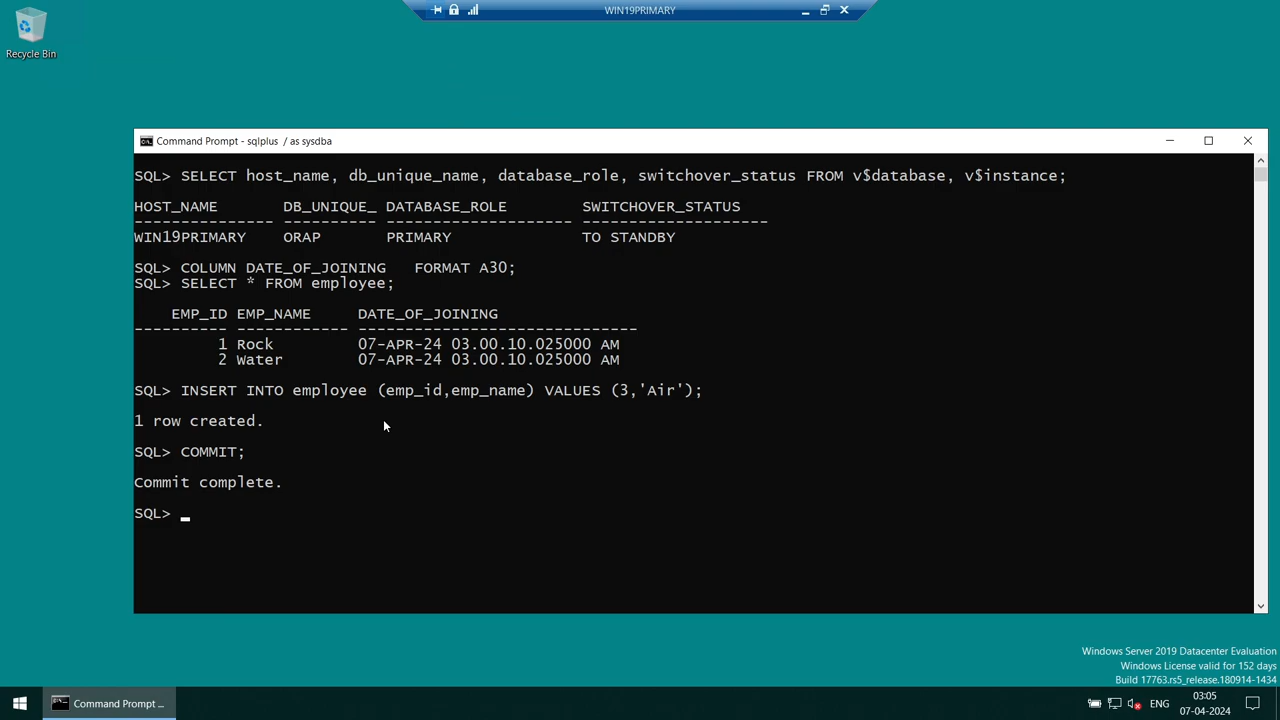 WIN19PRIMARY
Recycle Bin
Command Prompt - sqlplus / as sysdba
SQL> SELECT host_name, db_unique_name, database_role, switchover_status FROM v$database, v$instance;
HOST_NAME DB_UNIQUE_ DATABASE_ROLE SWITCHOVER_STATUS
--------------- ---------- -------------------- --------------------
WIN19PRIMARY ORAP PRIMARY TO STANDBY
SQL> COLUMN DATE_OF_JOINING FORMAT A30;
SQL> SELECT * FROM employee;
EMP_ID EMP_NAME DATE_OF_JOINING
---------- ------------ ------------------------------
1 Rock 07-APR-24 03.00.10.025000 AM
2 Water 07-APR-24 03.00.10.025000 AM
SQL> INSERT INTO employee (emp_id,emp_name) VALUES (3,'Air');
1 row created.
SQL> COMMIT;
Commit complete.
SQL> _
Windows Server 2019 Datacenter Evaluation
Windows License valid for 152 days
Build 17763.rs5_release.180914-1434
Command Prompt ...
ENG
03:05
07-04-2024